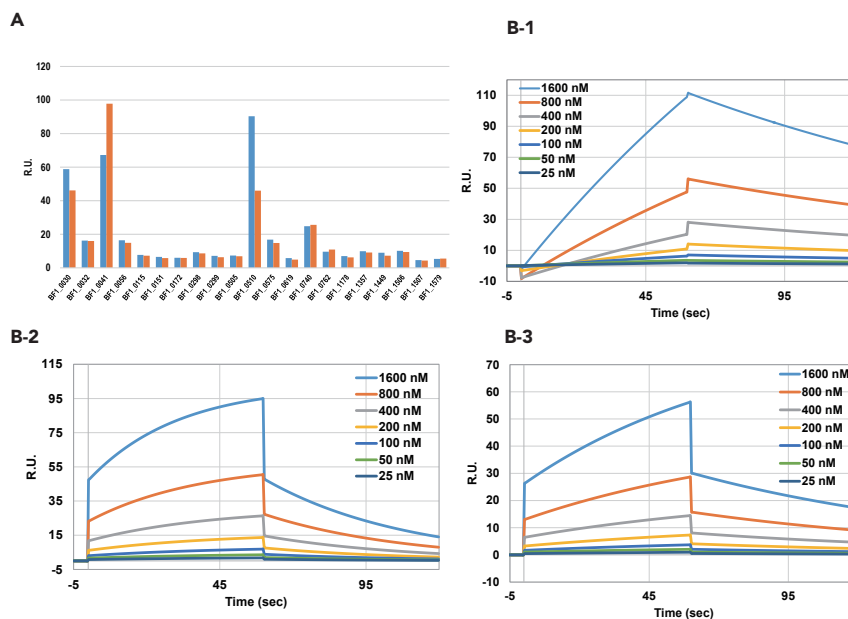 A
120
100
80
60
40
20
0
R.U.
BF1_0030
BF1_0032
BF1_0041
BF1_0056
BF1_0115
BF1_0151
BF1_0172
BF1_0298
BF1_0299
BF1_0505
BF1_0510
BF1_0575
BF1_0619
BF1_0740
BF1_0762
BF1_1178
BF1_1357
BF1_1449
BF1_1506
BF1_1507
BF1_1579
B-1
110
90
70
50
30
10
-10
R.U.
1600 nM
800 nM
400 nM
200 nM
100 nM
50 nM
25 nM
-5 45 95
Time (sec)
B-2
115
95
75
55
35
15
-5
R.U.
1600 nM
800 nM
400 nM
200 nM
100 nM
50 nM
25 nM
-5 45 95
Time (sec)
B-3
70
60
50
40
30
20
10
0
-10
R.U.
1600 nM
800 nM
400 nM
200 nM
100 nM
50 nM
25 nM
-5 45 95
Time (sec)